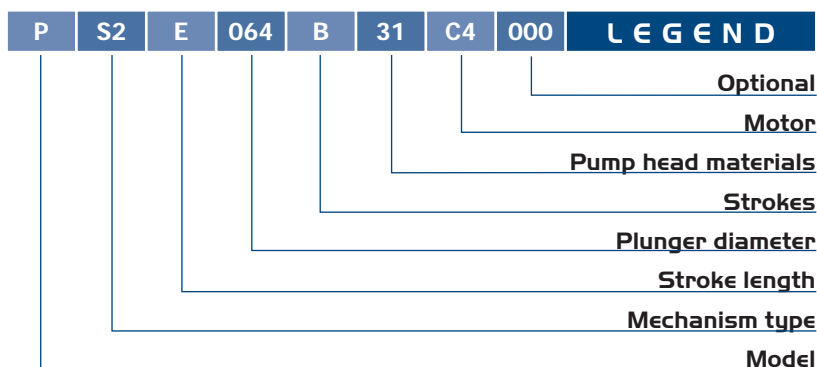 P S2 E 064 B 31 C4 000 LEGEND
Optional
Motor
Pump head materials
Strokes
Plunger diameter
Stroke length
Mechanism type
Model